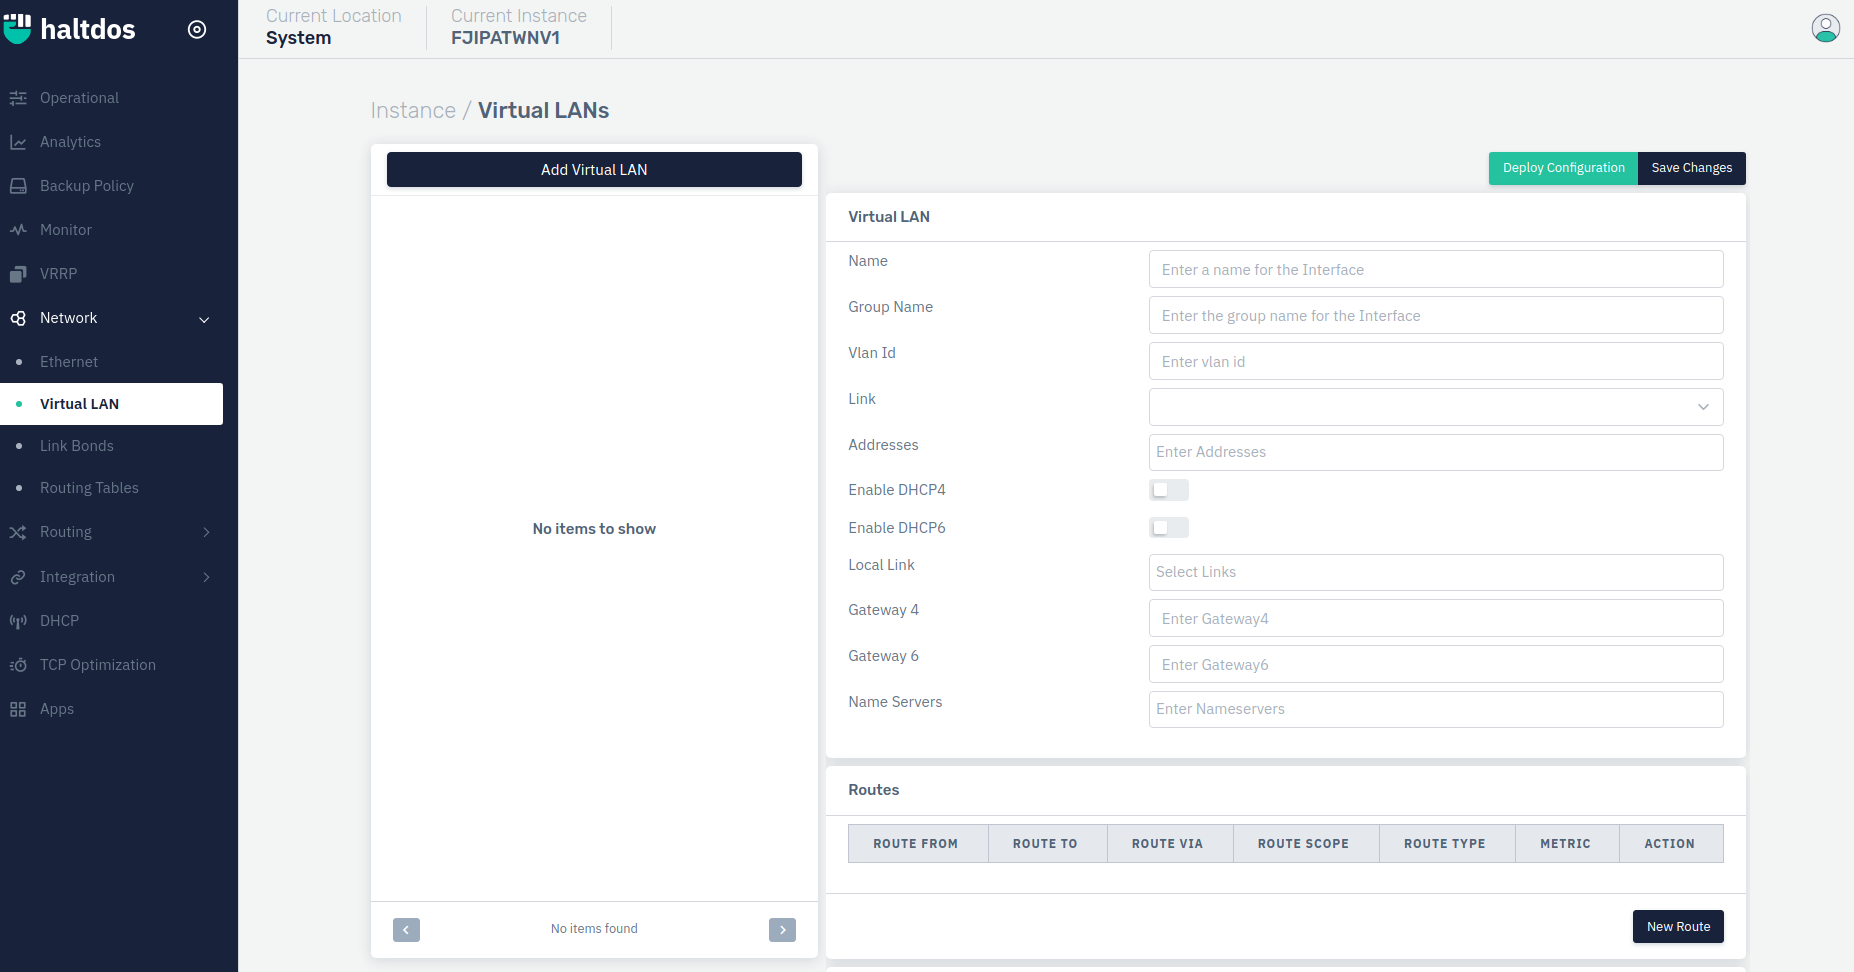 haltdos
Current Location
System
Current Instance
FJIPATWNV1
Operational
Analytics
Backup Policy
Monitor
VRRP
Network
Ethernet
Virtual LAN
Link Bonds
Routing Tables
Routing
Integration
DHCP
TCP Optimization
Apps
Instance / Virtual LANs
Add Virtual LAN
No items to show
No items found
Deploy Configuration
Save Changes
Virtual LAN
Name
Enter a name for the Interface
Group Name
Enter the group name for the Interface
Vlan Id
Enter vlan id
Link
Addresses
Enter Addresses
Enable DHCP4
Enable DHCP6
Local Link
Select Links
Gateway 4
Enter Gateway4
Gateway 6
Enter Gateway6
Name Servers
Enter Nameservers
Routes
ROUTE FROM ROUTE TO ROUTE VIA ROUTE SCOPE ROUTE TYPE METRIC ACTION
New Route